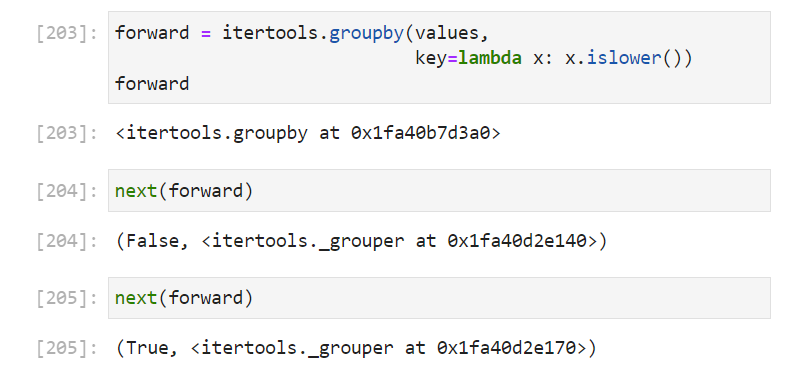 [203]: forward = itertools.groupby(values,
key=lambda x: x.islower())
forward
[203]: <itertools.groupby at 0x1fa40b7d3a0>
[204]: next(forward)
[204]: (False, <itertools._grouper at 0x1fa40d2e140>)
[205]: next(forward)
[205]: (True, <itertools._grouper at 0x1fa40d2e170>)